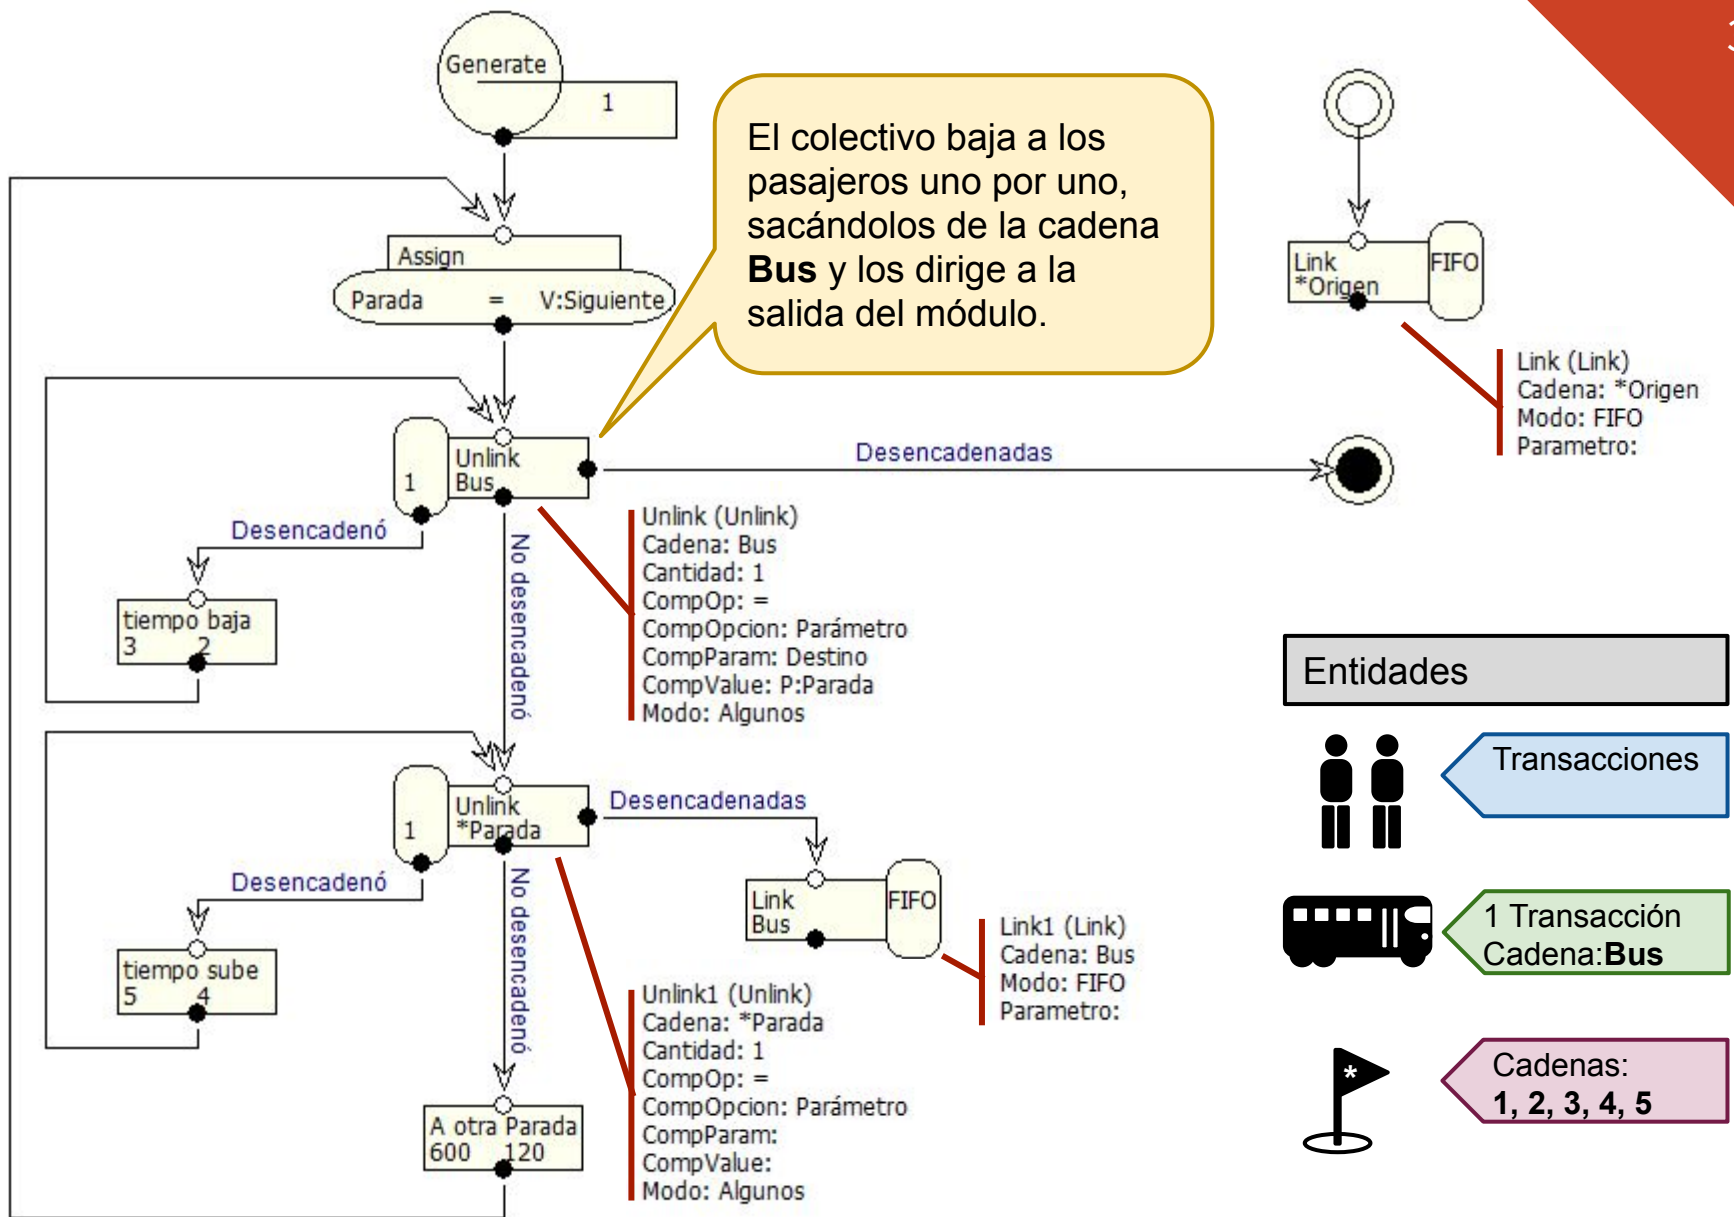 3
Generate
1
El colectivo baja a los
pasajeros uno por uno,
sacándolos de la cadena
Bus y los dirige a la
salida del módulo.
Assign
Parada = V:Siguiente
Link
*Origen
FIFO
Link (Link)
Cadena: *Origen
Modo: FIFO
Parametro:
1
Unlink
Bus
Desencadenadas
Desencadenó
No desencadenó
Unlink (Unlink)
Cadena: Bus
Cantidad: 1
CompOp: =
CompOpcion: Parámetro
CompParam: Destino
CompValue: P:Parada
Modo: Algunos
tiempo baja
3 2
Entidades
Transacciones
1
Unlink
*Parada
Desencadenadas
Desencadenó
No desencadenó
Link
Bus
FIFO
Link1 (Link)
Cadena: Bus
Modo: FIFO
Parametro:
1 Transacción
Cadena:Bus
tiempo sube
5 4
Unlink1 (Unlink)
Cadena: *Parada
Cantidad: 1
CompOp: =
CompOpcion: Parámetro
CompParam:
CompValue:
Modo: Algunos
*
Cadenas:
1, 2, 3, 4, 5
A otra Parada
600 120